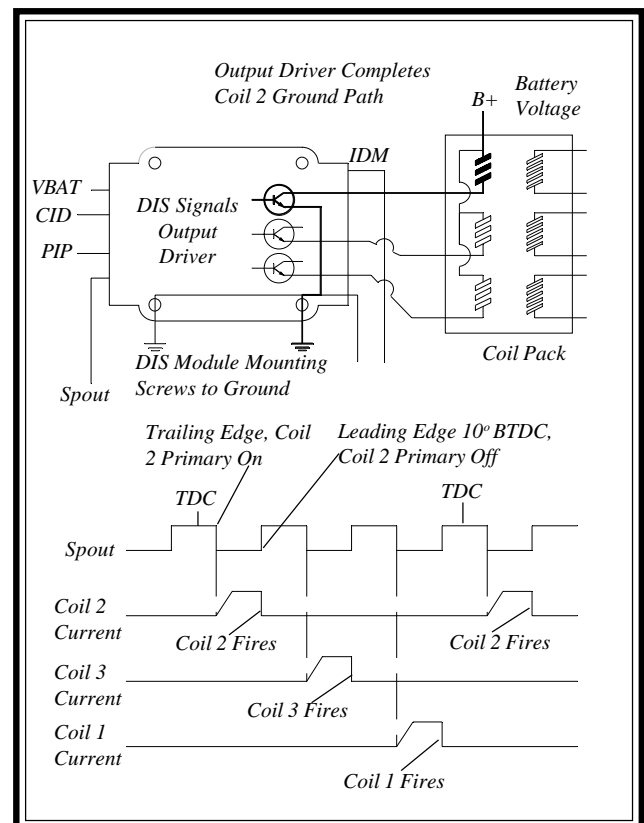 Output Driver Completes
Coil 2 Ground Path
Battery
Voltage
B+
IDM
VBAT
CID
PIP
Spout
DIS Signals
Output
Driver
DIS Module Mounting
Screws to Ground
Coil Pack
Trailing Edge, Coil
2 Primary On
Leading Edge 10° BTDC,
Coil 2 Primary Off
TDC
TDC
Spout
Coil 2
Current
Coil 2 Fires
Coil 2 Fires
Coil 3
Current
Coil 3 Fires
Coil 1
Current
Coil 1 Fires